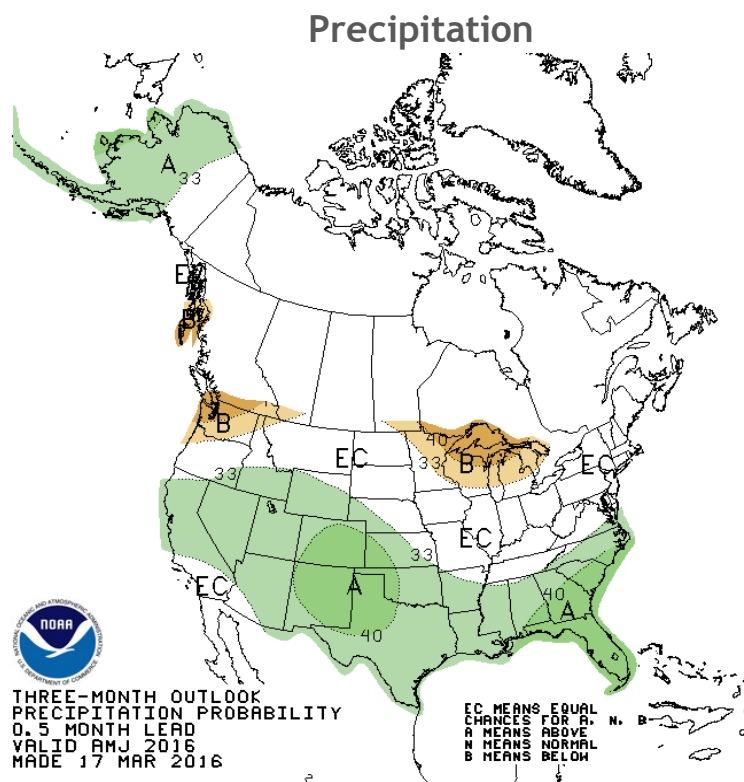 Precipitation
A
33
EC
B
B
40
B
33
EC
EC
33
EC
33
EC
A
40
40
A
NATIONAL OCEANIC AND ATMOSPHERIC ADMINISTRATION
NOAA
U.S. DEPARTMENT OF COMMERCE
THREE-MONTH OUTLOOK
PRECIPITATION PROBABILITY
0.5 MONTH LEAD
VALID AMJ 2016
MADE 17 MAR 2016
EC MEANS EQUAL
CHANCES FOR A, N, B
A MEANS ABOVE
N MEANS NORMAL
B MEANS BELOW